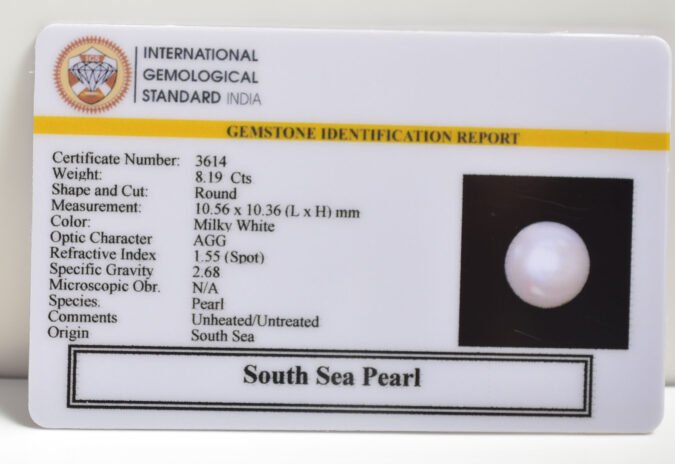 IGS
INTERNATIONAL
GEMOLOGICAL
STANDARD INDIA
GEMSTONE IDENTIFICATION REPORT
Certificate Number: 3614
Weight: 8.19 Cts
Shape and Cut: Round
Measurement: 10.56 x 10.36 (L x H) mm
Color: Milky White
Optic Character AGG
Refractive Index 1.55 (Spot)
Specific Gravity 2.68
Microscopic Obr. N/A
Species. Pearl
Comments Unheated/Untreated
Origin South Sea
South Sea Pearl